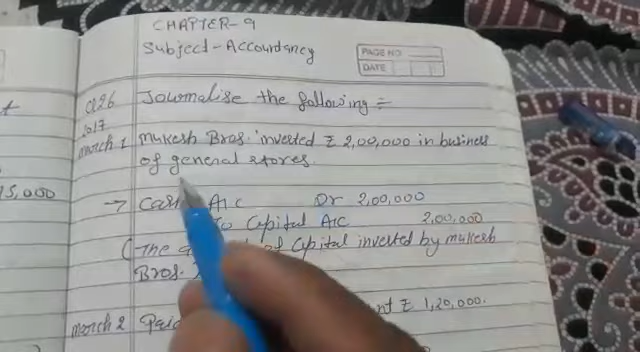 CHAPTER-9
Subject-Accountancy
PAGE NO
DATE
Q26 Journalise the following :-
2017
March 1 Mukesh Bros. invested ₹ 2,00,000 in business
of general stores.
15,000
→ Cash A/C Dr 2,00,000
To Capital A/C 2,00,000
(The of Capital invested by Mukesh
Bros.
March 2 Paid ₹ 1,20,000.